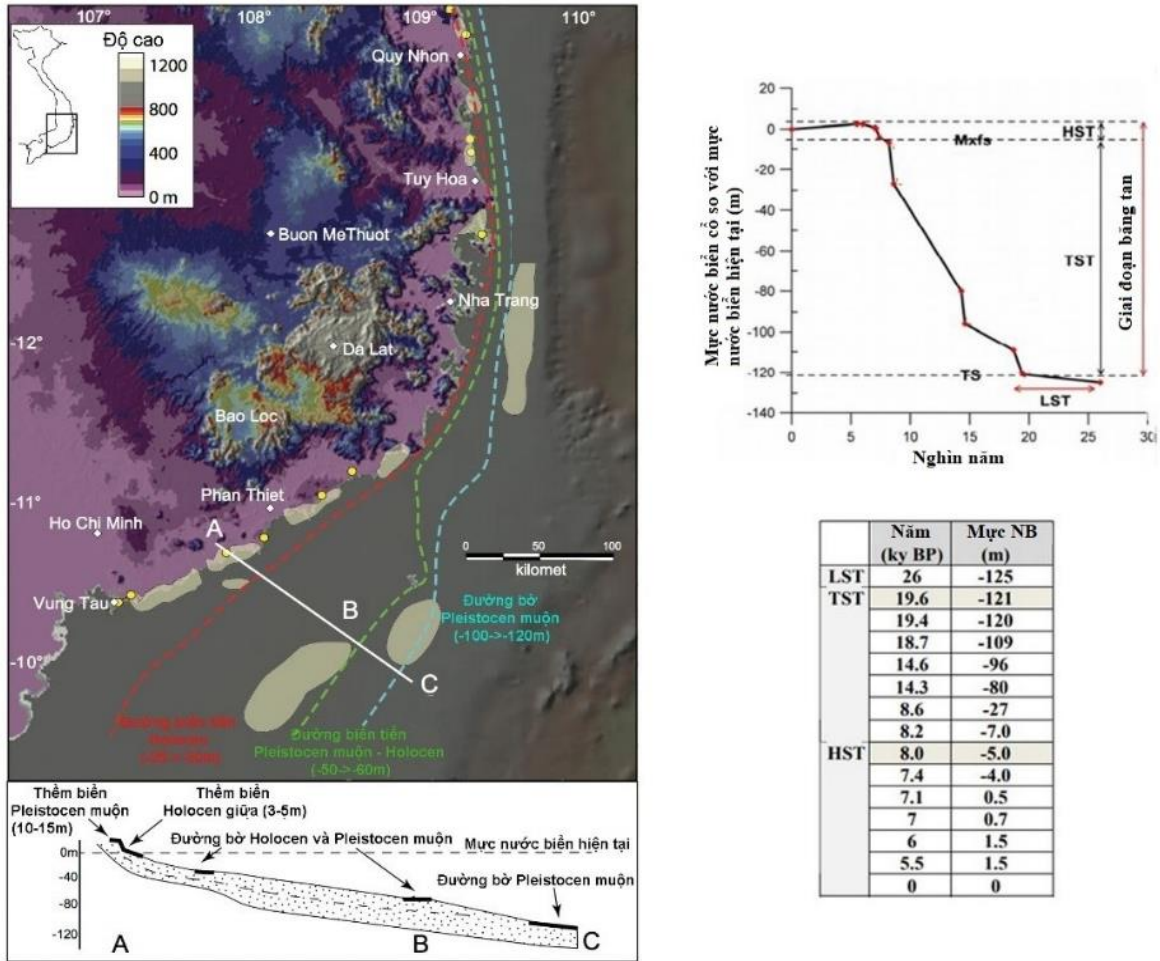 107° 108° 109° 110°
Độ cao
1200
800
400
0 m
Quy Nhon
Tuy Hoa
Buon MeThuot
Nha Trang
-12°
Da Lat
Bao Loc
-11°
Phan Thiet
Ho Chi Minh
A
0 50 100
kilomet
Vung Tau
B
Đường bờ
Pleistocen muộn
(-100->-120m)
-10°
C
Đường biển tiến
Đường biển tiến
Pleistocen muộn - Holocen
(-50->-60m)
Thềm biển
Pleistocen muộn
(10-15m)
Thềm biển
Holocen giữa (3-5m)
Đường bờ Holocen và Pleistocen muộn
Mực nước biển hiện tại
Đường bờ Pleistocen muộn
0m
-40
-80
-120
A B C
Mực nước biển cổ so với mực
nước biển hiện tại (m)
20
0
-20
-40
-60
-80
-100
-120
-140
HST
Mxfs
TST
TS
LST
Giai đoạn băng tan
0 5 10 15 20 25 30
Nghìn năm
Năm Mực NB
(ky BP) (m)
LST 26 -125
TST 19.6 -121
19.4 -120
18.7 -109
14.6 -96
14.3 -80
8.6 -27
8.2 -7.0
HST 8.0 -5.0
7.4 -4.0
7.1 0.5
7 0.7
6 1.5
5.5 1.5
0 0